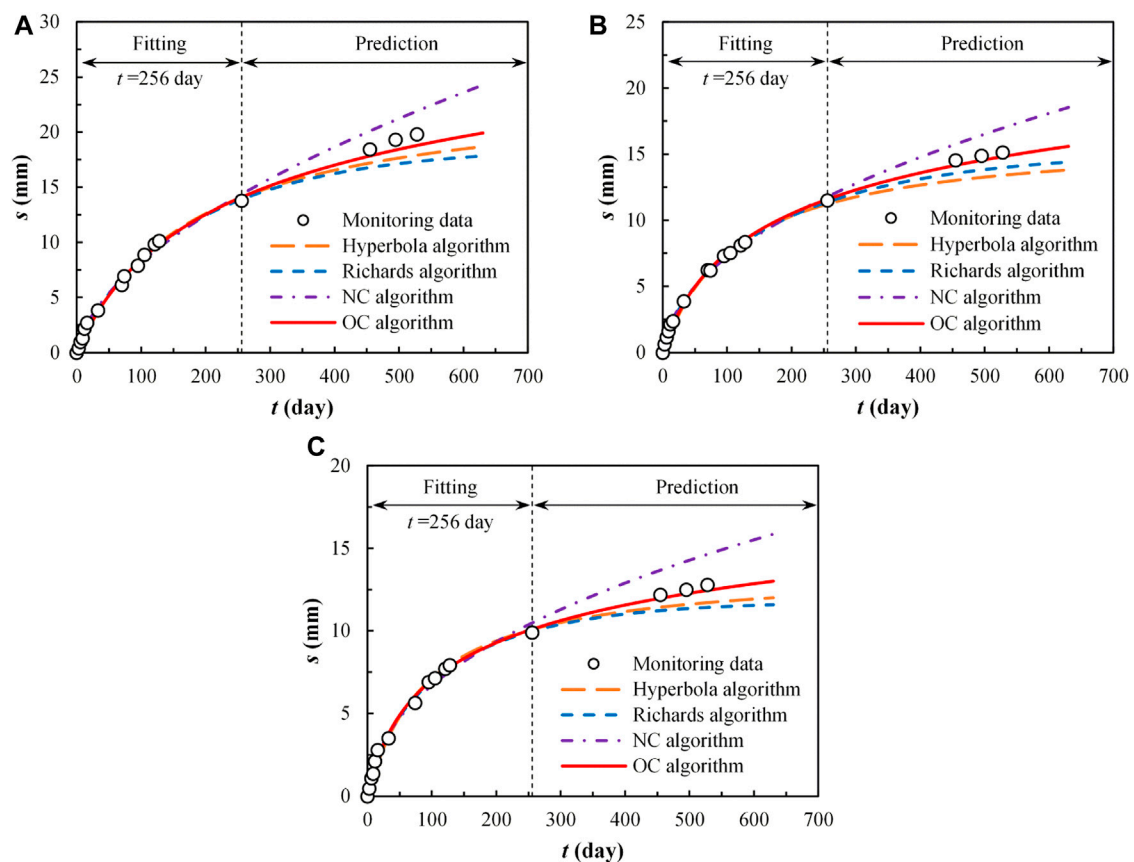 A
Fitting
Prediction
t =256 day
30
25
20
15
10
5
0
s (mm)
Monitoring data
Hyperbola algorithm
Richards algorithm
NC algorithm
OC algorithm
0 100 200 300 400 500 600 700
t (day)
B
Fitting
Prediction
t =256 day
25
20
15
10
5
0
s (mm)
Monitoring data
Hyperbola algorithm
Richards algorithm
NC algorithm
OC algorithm
0 100 200 300 400 500 600 700
t (day)
C
Fitting
Prediction
t =256 day
20
15
10
5
0
s (mm)
Monitoring data
Hyperbola algorithm
Richards algorithm
NC algorithm
OC algorithm
0 100 200 300 400 500 600 700
t (day)